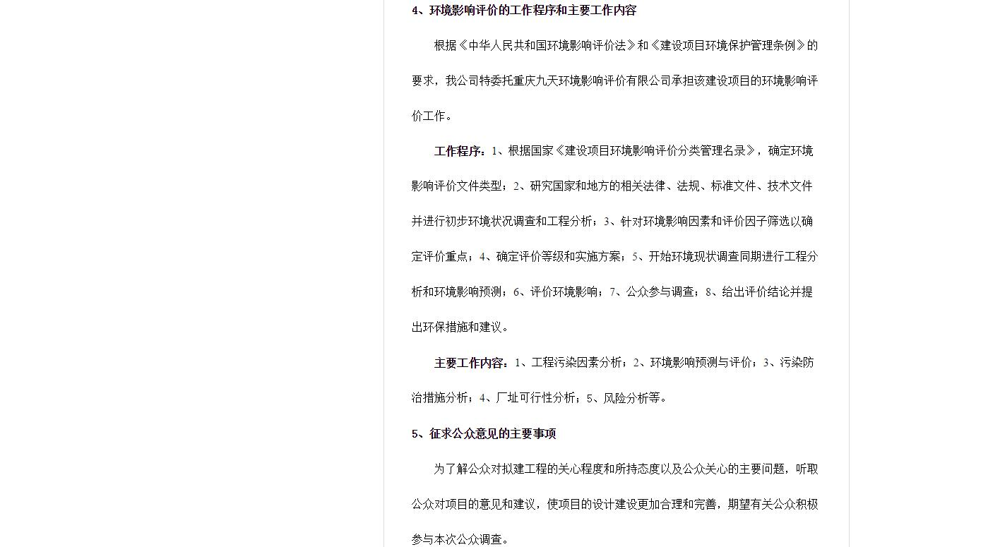 4、环境影响评价的工作程序和主要工作内容
根据《中华人民共和国环境影响评价法》和《建设项目环境保护管理条例》的
要求，我公司特委托重庆九天环境影响评价有限公司承担该建设项目的环境影响评
价工作。
工作程序：1、根据国家《建设项目环境影响评价分类管理名录》，确定环境
影响评价文件类型；2、研究国家和地方的相关法律、法规、标准文件、技术文件
并进行初步环境状况调查和工程分析；3、针对环境影响因素和评价因子筛选以确
定评价重点；4、确定评价等级和实施方案；5、开始环境现状调查同期进行工程分
析和环境影响预测；6、评价环境影响；7、公众参与调查；8、给出评价结论并提
出环保措施和建议。
主要工作内容：1、工程污染因素分析；2、环境影响预测与评价；3、污染防
治措施分析；4、厂址可行性分析；5、风险分析等。
5、征求公众意见的主要事项
为了解公众对拟建工程的关心程度和所持态度以及公众关心的主要问题，听取
公众对项目的意见和建议，使项目的设计建设更加合理和完善，期望有关公众积极
参与本次公众调查。